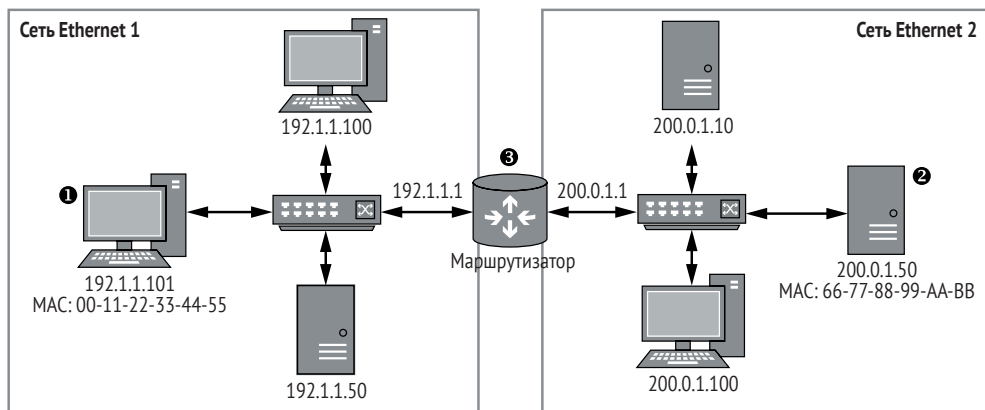 Сеть Ethernet 1
Сеть Ethernet 2
192.1.1.100
200.0.1.10
❶
❸
❷
192.1.1.1
200.0.1.1
Маршрутизатор
192.1.1.101
MAC: 00-11-22-33-44-55
200.0.1.50
MAC: 66-77-88-99-AA-BB
192.1.1.50
200.0.1.100